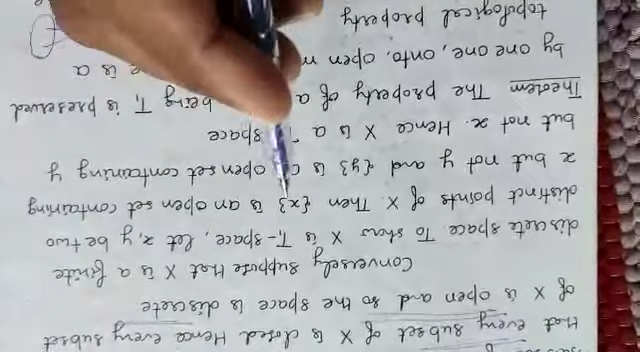 that every subset of X is closed. Hence every subset
of X is open and so the space is discrete
Conversely suppose that X is a finite
discrete space. To show X is T₁-space, let x, y be two
distinct points of X. Then {x} is an open set containing
x but not y and {y} is open set containing y
but not x. Hence X is a space
Theorem The property of a being T₁ is preserved
by one one, onto, open is a
topological property